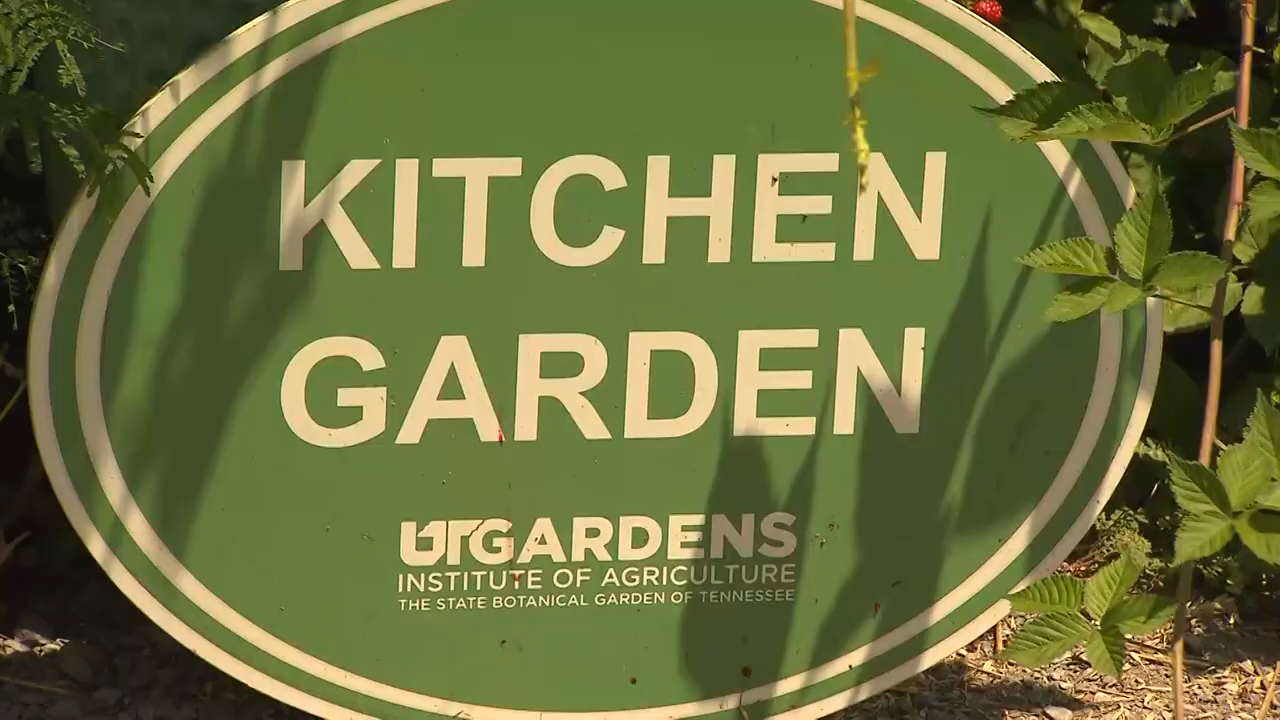 KITCHEN
GARDEN
UTGARDENS
INSTITUTE OF AGRICULTURE
THE STATE BOTANICAL GARDEN OF TENNESSEE